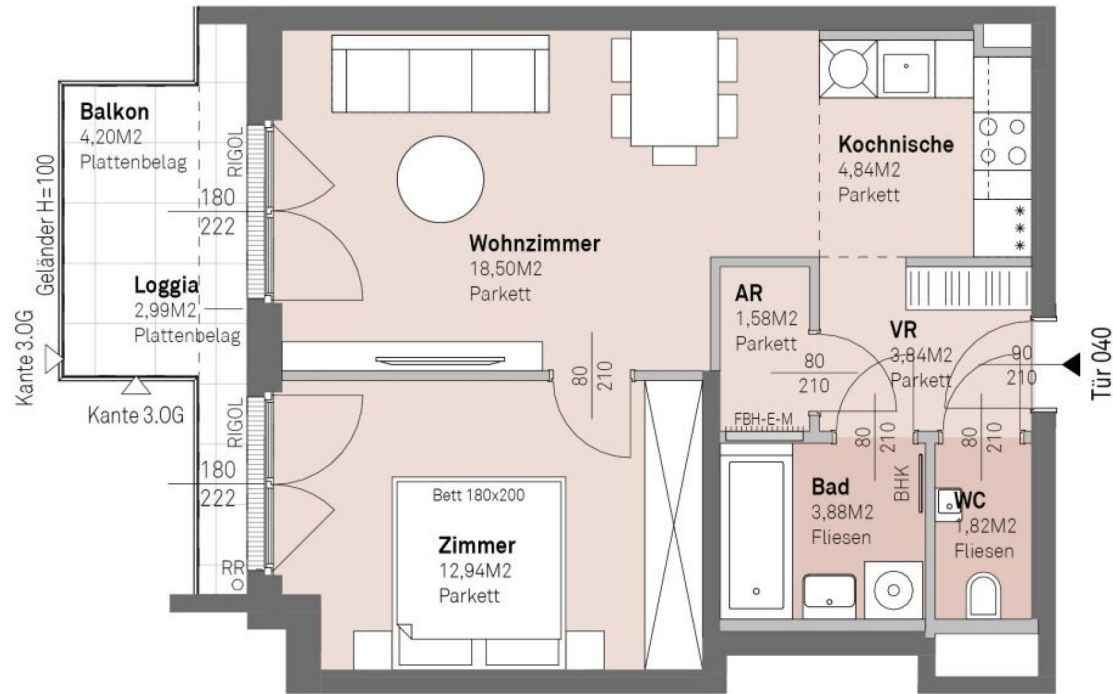 Balkon
4,20M2
Plattenbelag
Geländer H=100
RIGOL
180
222
Loggia
2,99M2
Plattenbelag
Kante 3.OG
Kante 3.OG
RIGOL
180
222
RR
Wohnzimmer
18,50M2
Parkett
Kochnische
4,84M2
Parkett
***
AR
1,58M2
Parkett
VR
3,84M2
Parkett
80
210
80
210
90
210
Tür 040
FBH-E-M
80
210
80
210
Bett 180x200
Zimmer
12,94M2
Parkett
Bad
3,88M2
Fliesen
BHK
WC
1,82M2
Fliesen